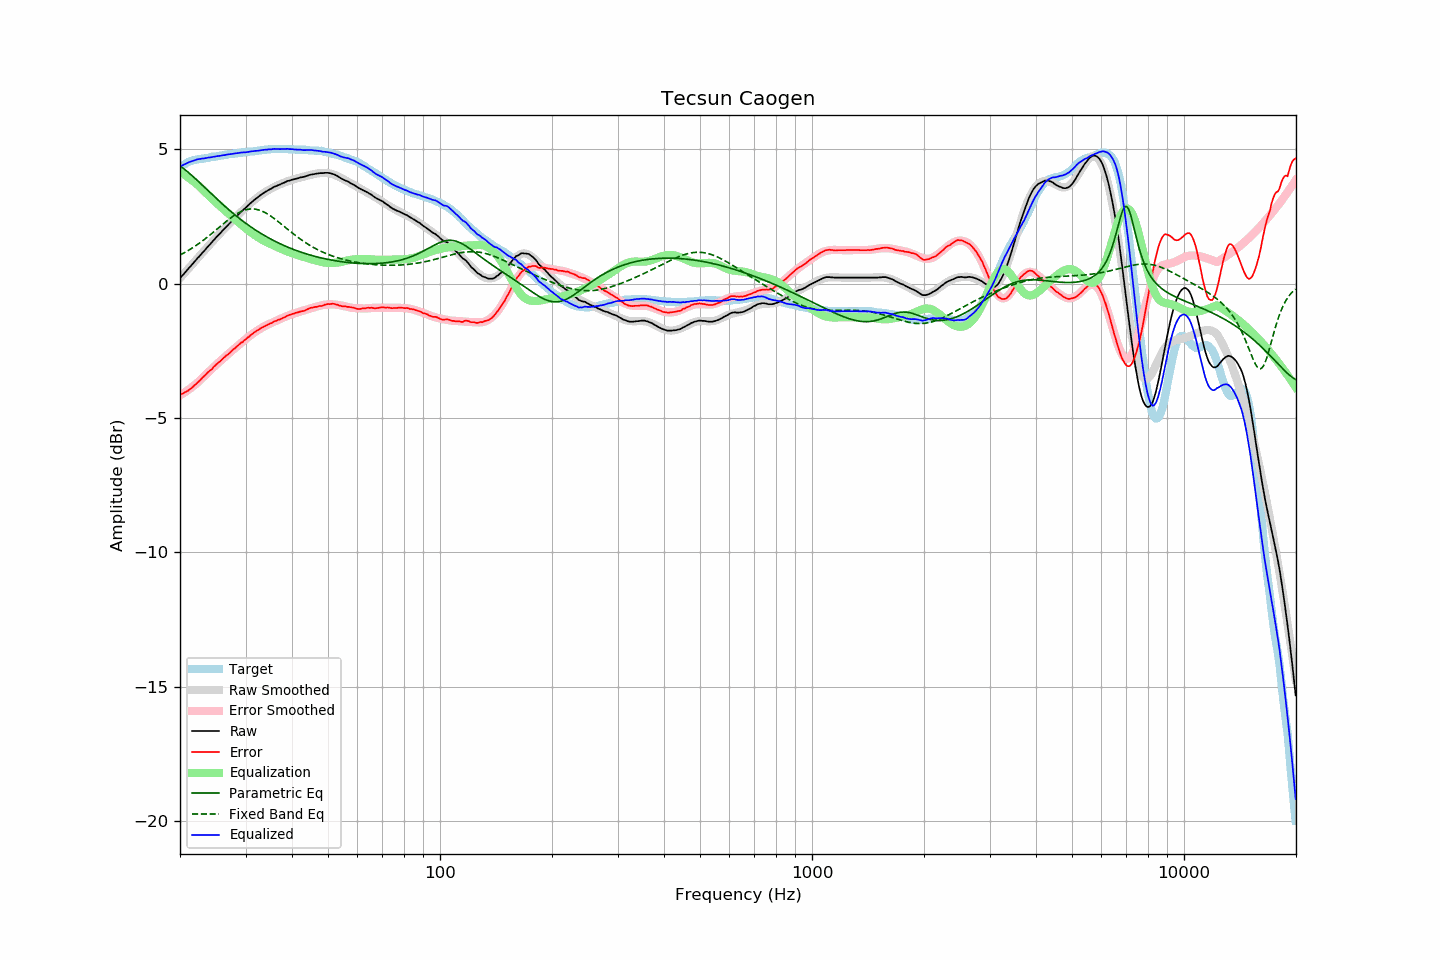 Tecsun Caogen
5
0
−5
−10
−15
−20
Amplitude (dBr)
Target
Raw Smoothed
Error Smoothed
Raw
Error
Equalization
Parametric Eq
Fixed Band Eq
Equalized
100
1000
10000
Frequency (Hz)